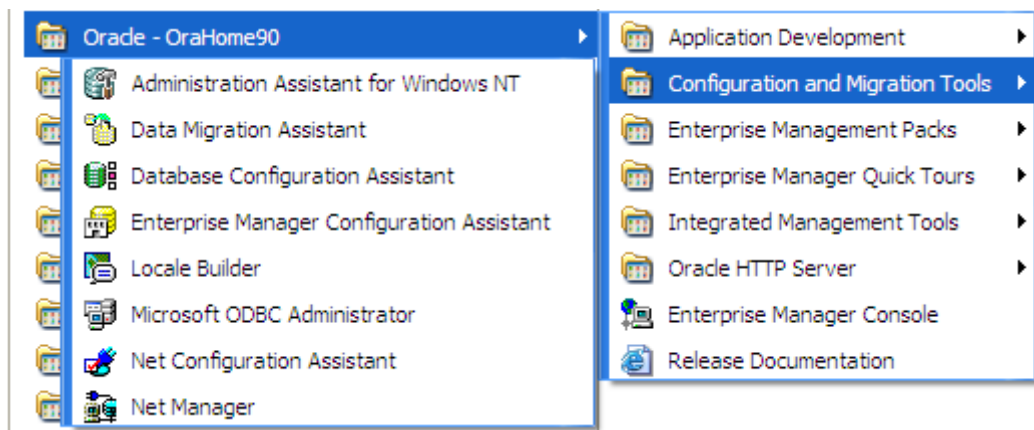 Oracle - OraHome90
Application Development
Configuration and Migration Tools
Enterprise Management Packs
Enterprise Manager Quick Tours
Integrated Management Tools
Oracle HTTP Server
Enterprise Manager Console
Release Documentation
Administration Assistant for Windows NT
Data Migration Assistant
Database Configuration Assistant
Enterprise Manager Configuration Assistant
Locale Builder
Microsoft ODBC Administrator
Net Configuration Assistant
Net Manager